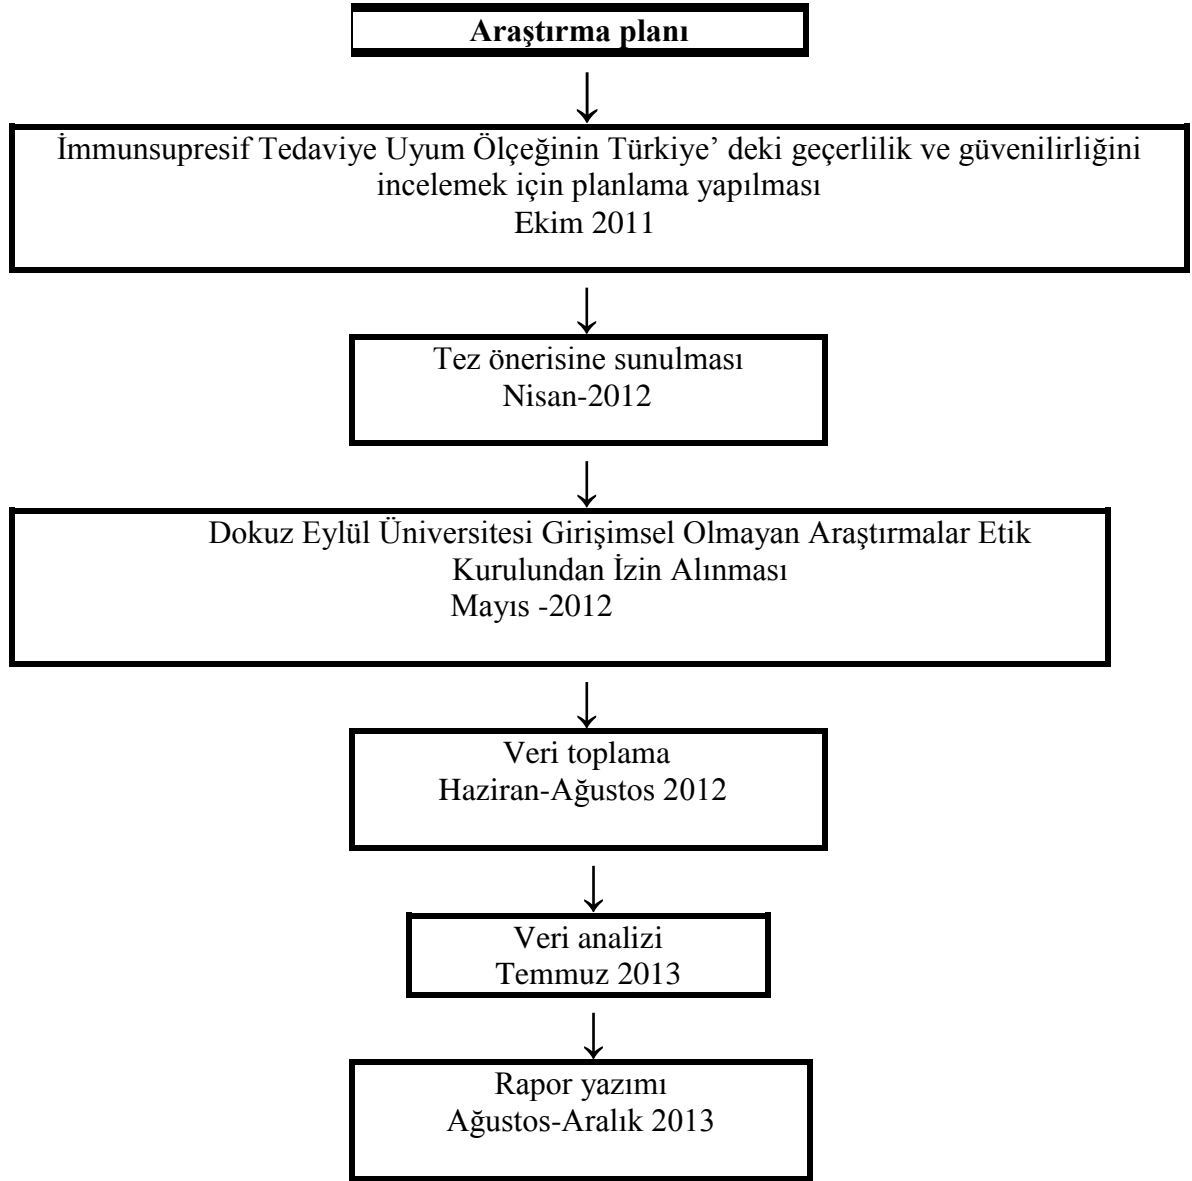 Araştırma planı
İmmunsupresif Tedaviye Uyum Ölçeğinin Türkiye' deki geçerlilik ve güvenilirliğini
incelemek için planlama yapılması
Ekim 2011
Tez önerisine sunulması
Nisan-2012
Dokuz Eylül Üniversitesi Girişimsel Olmayan Araştırmalar Etik
Kurulundan İzin Alınması
Mayıs -2012
Veri toplama
Haziran-Ağustos 2012
Veri analizi
Temmuz 2013
Rapor yazımı
Ağustos-Aralık 2013